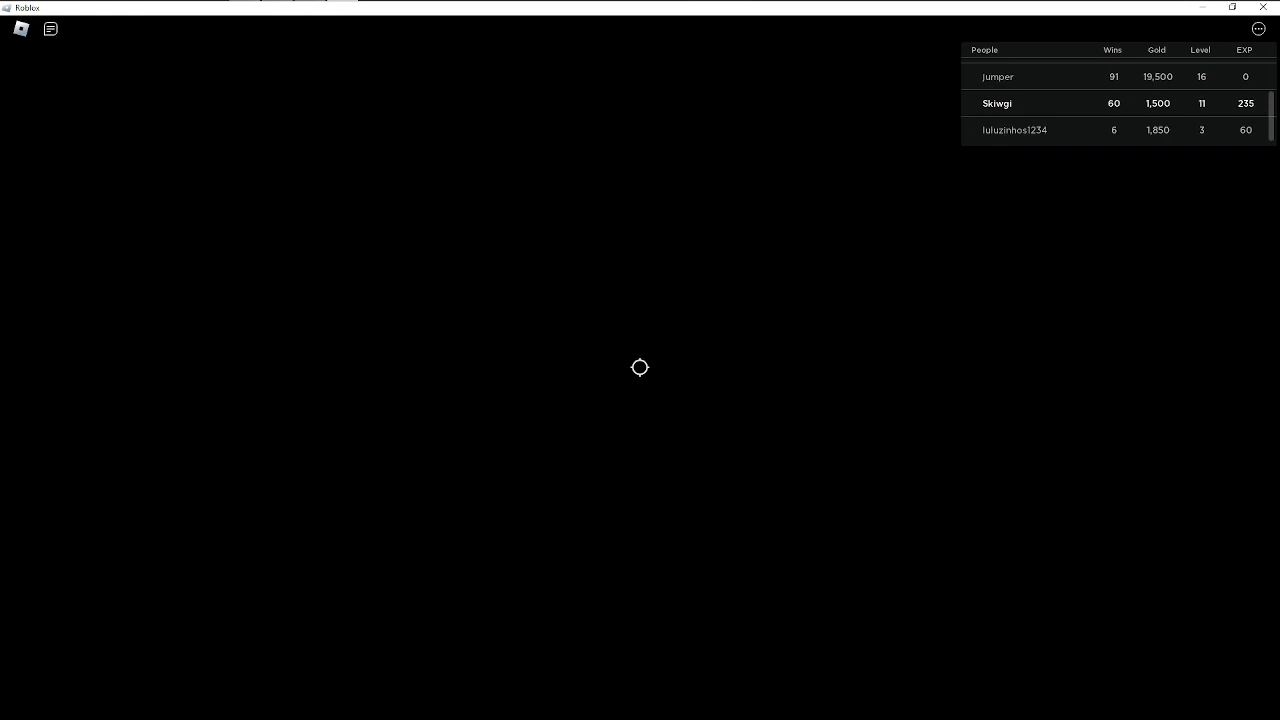 Roblox
People Wins Gold Level EXP
Jumper 91 19,500 16 0
Skiwgi 60 1,500 11 235
luluzinhos1234 6 1,850 3 60